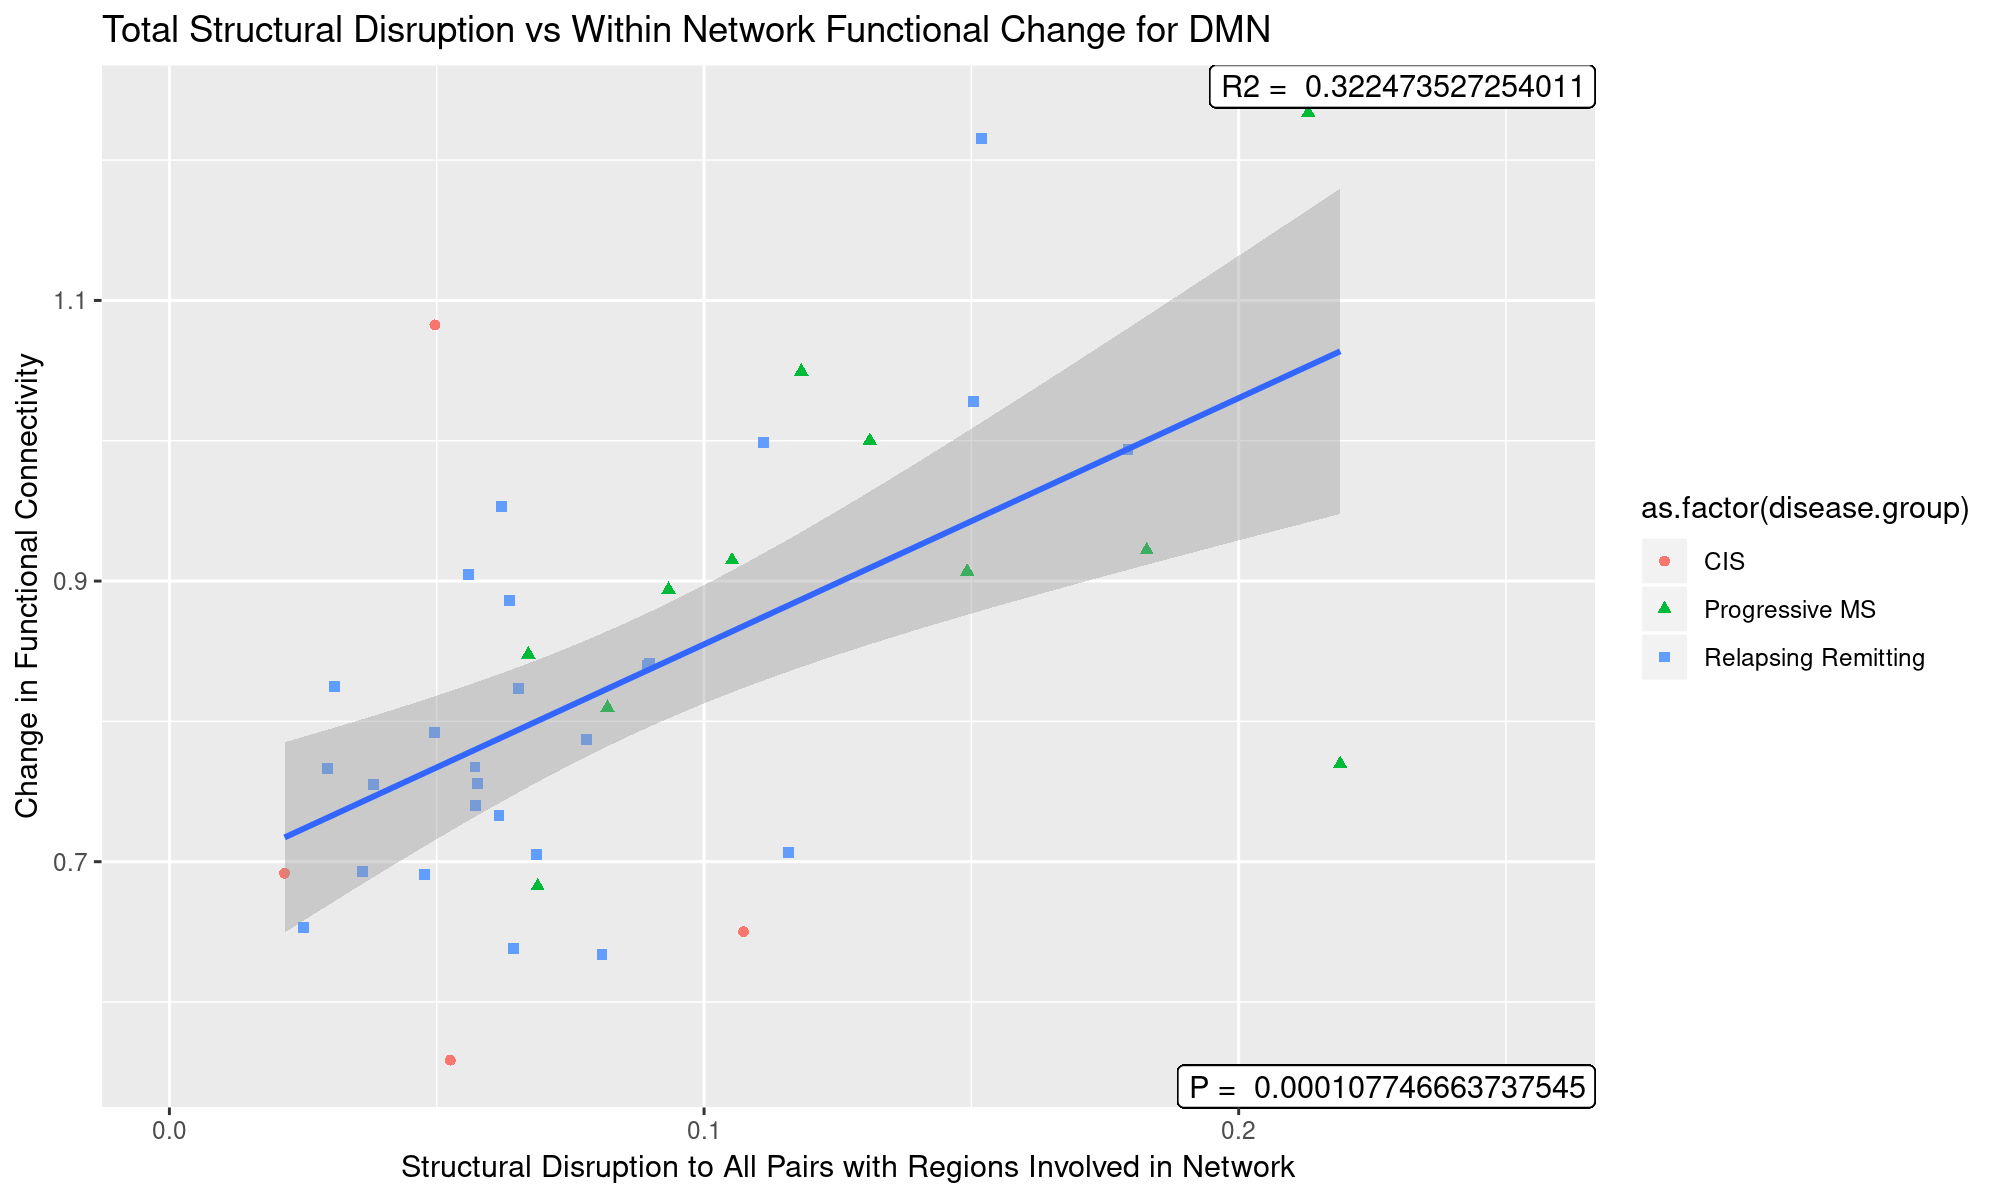 Total Structural Disruption vs Within Network Functional Change for DMN
R2 = 0.322473527254011
1.1
0.9
0.7
Change in Functional Connectivity
as.factor(disease.group)
CIS
Progressive MS
Relapsing Remitting
P = 0.000107746663737545
0.0
0.1
0.2
Structural Disruption to All Pairs with Regions Involved in Network